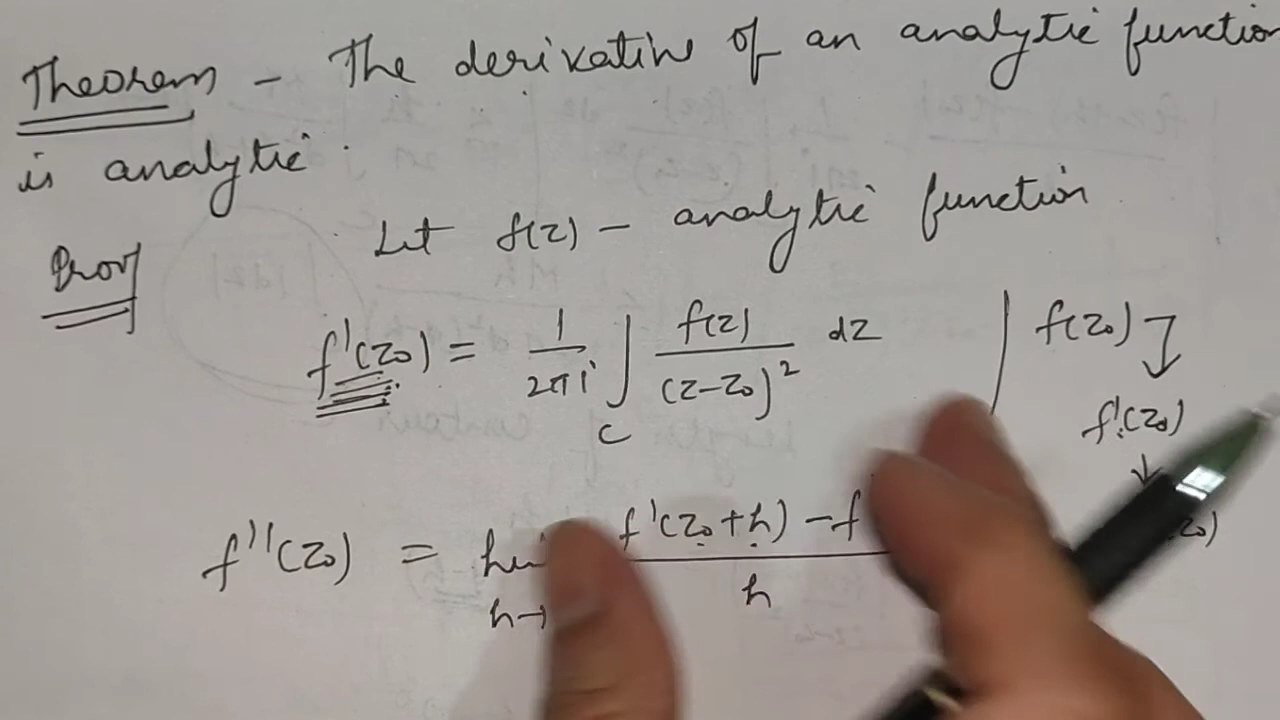 Theorem - The derivative of an analytic function
is analytic.
Proof
Let f(z) - analytic function
f'(z₀) = 1/2πi ∫_C f(z)/(z-z₀)² dz | f(z₀)
f'(z₀)
f''(z₀) = f'(z₀+h) - f / h
h→